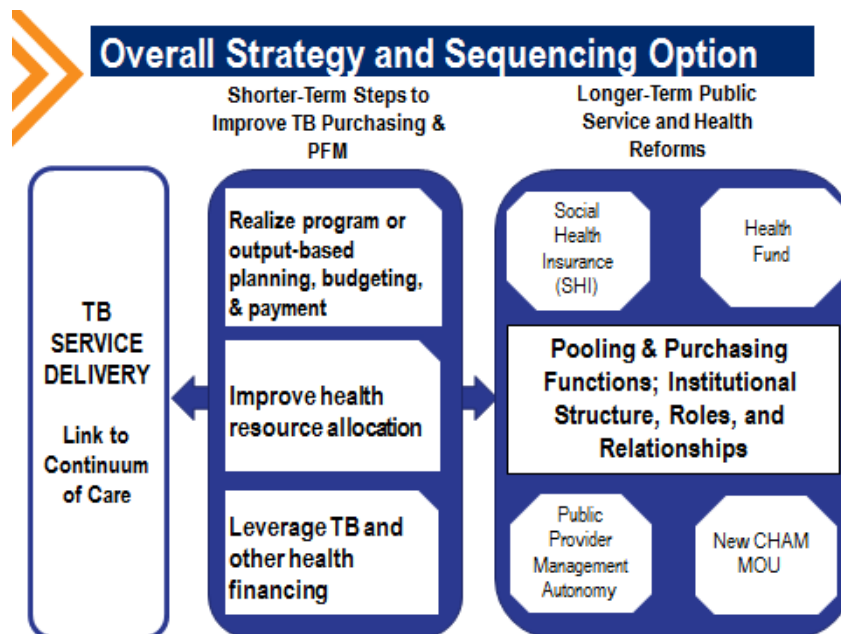 Overall Strategy and Sequencing Option
Shorter-Term Steps to
Improve TB Purchasing &
PFM
Longer-Term Public
Service and Health
Reforms
TB
SERVICE
DELIVERY
Link to
Continuum
of Care
Realize program or
output-based
planning, budgeting,
& payment
Improve health
resource allocation
Leverage TB and
other health
financing
Social
Health
Insurance
(SHI)
Health
Fund
Pooling & Purchasing
Functions; Institutional
Structure, Roles, and
Relationships
Public
Provider
Management
Autonomy
New CHAM
MOU